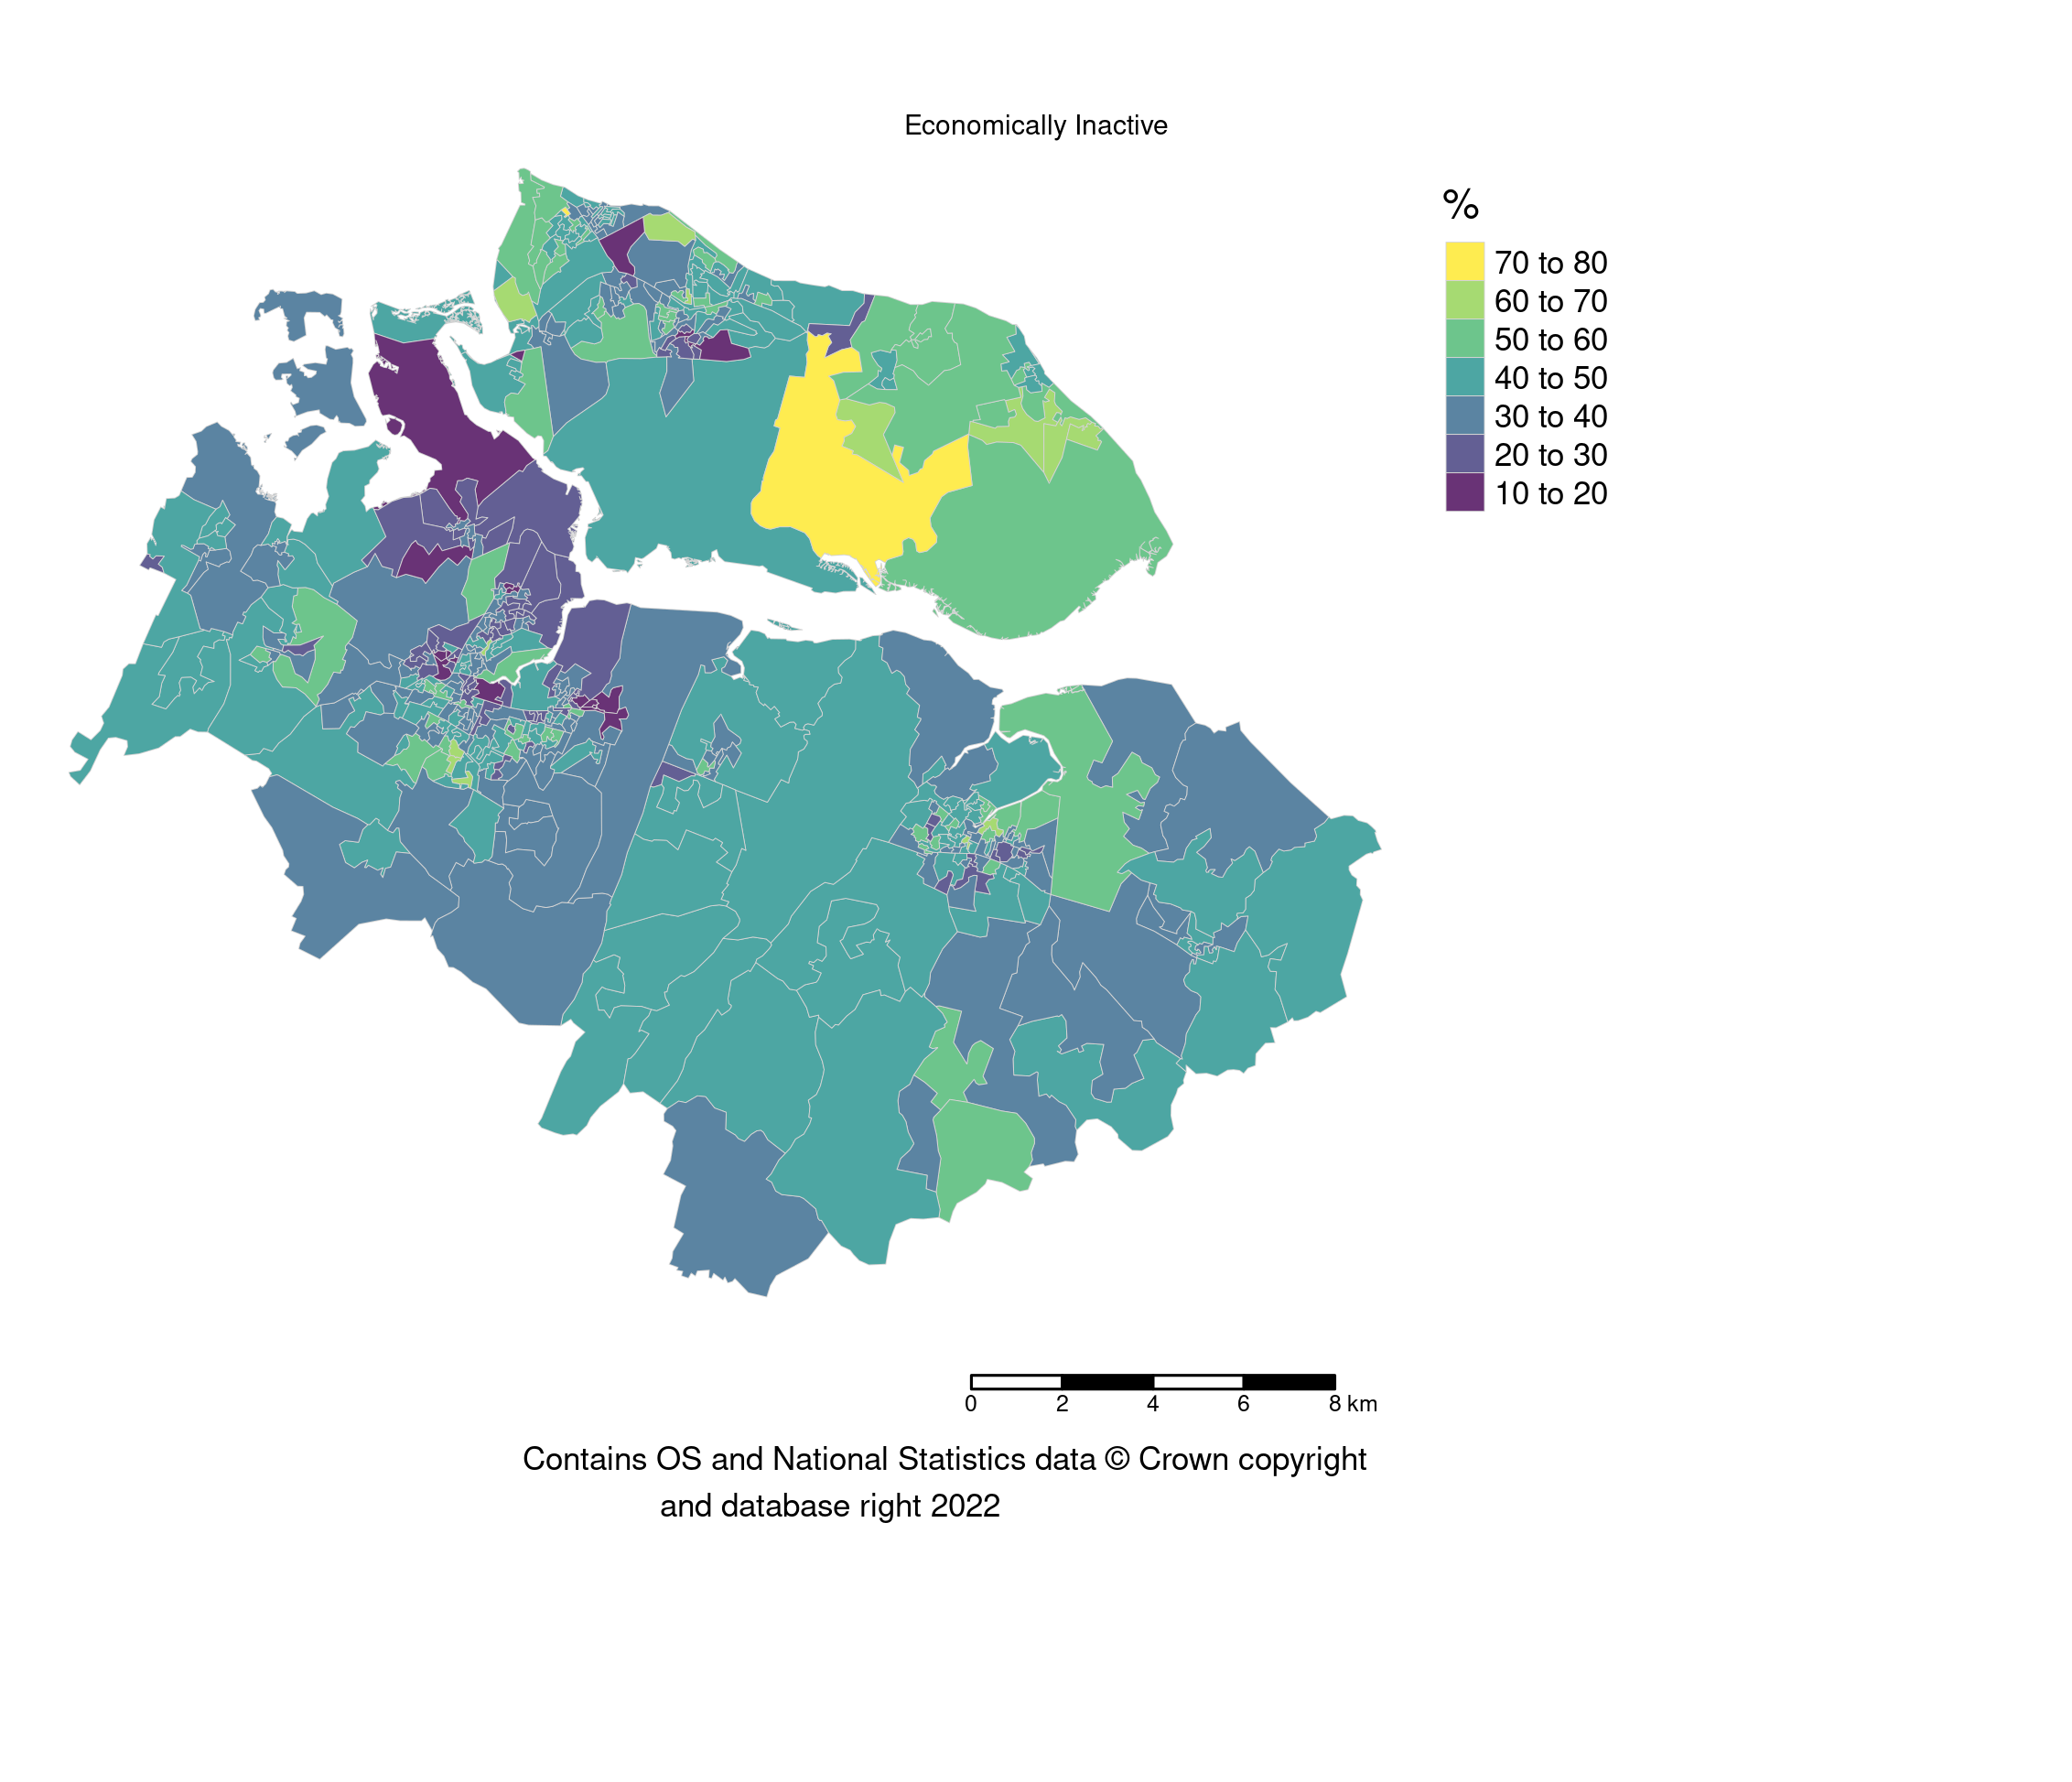 Economically Inactive
%
70 to 80
60 to 70
50 to 60
40 to 50
30 to 40
20 to 30
10 to 20
0 2 4 6 8 km
Contains OS and National Statistics data © Crown copyright
and database right 2022